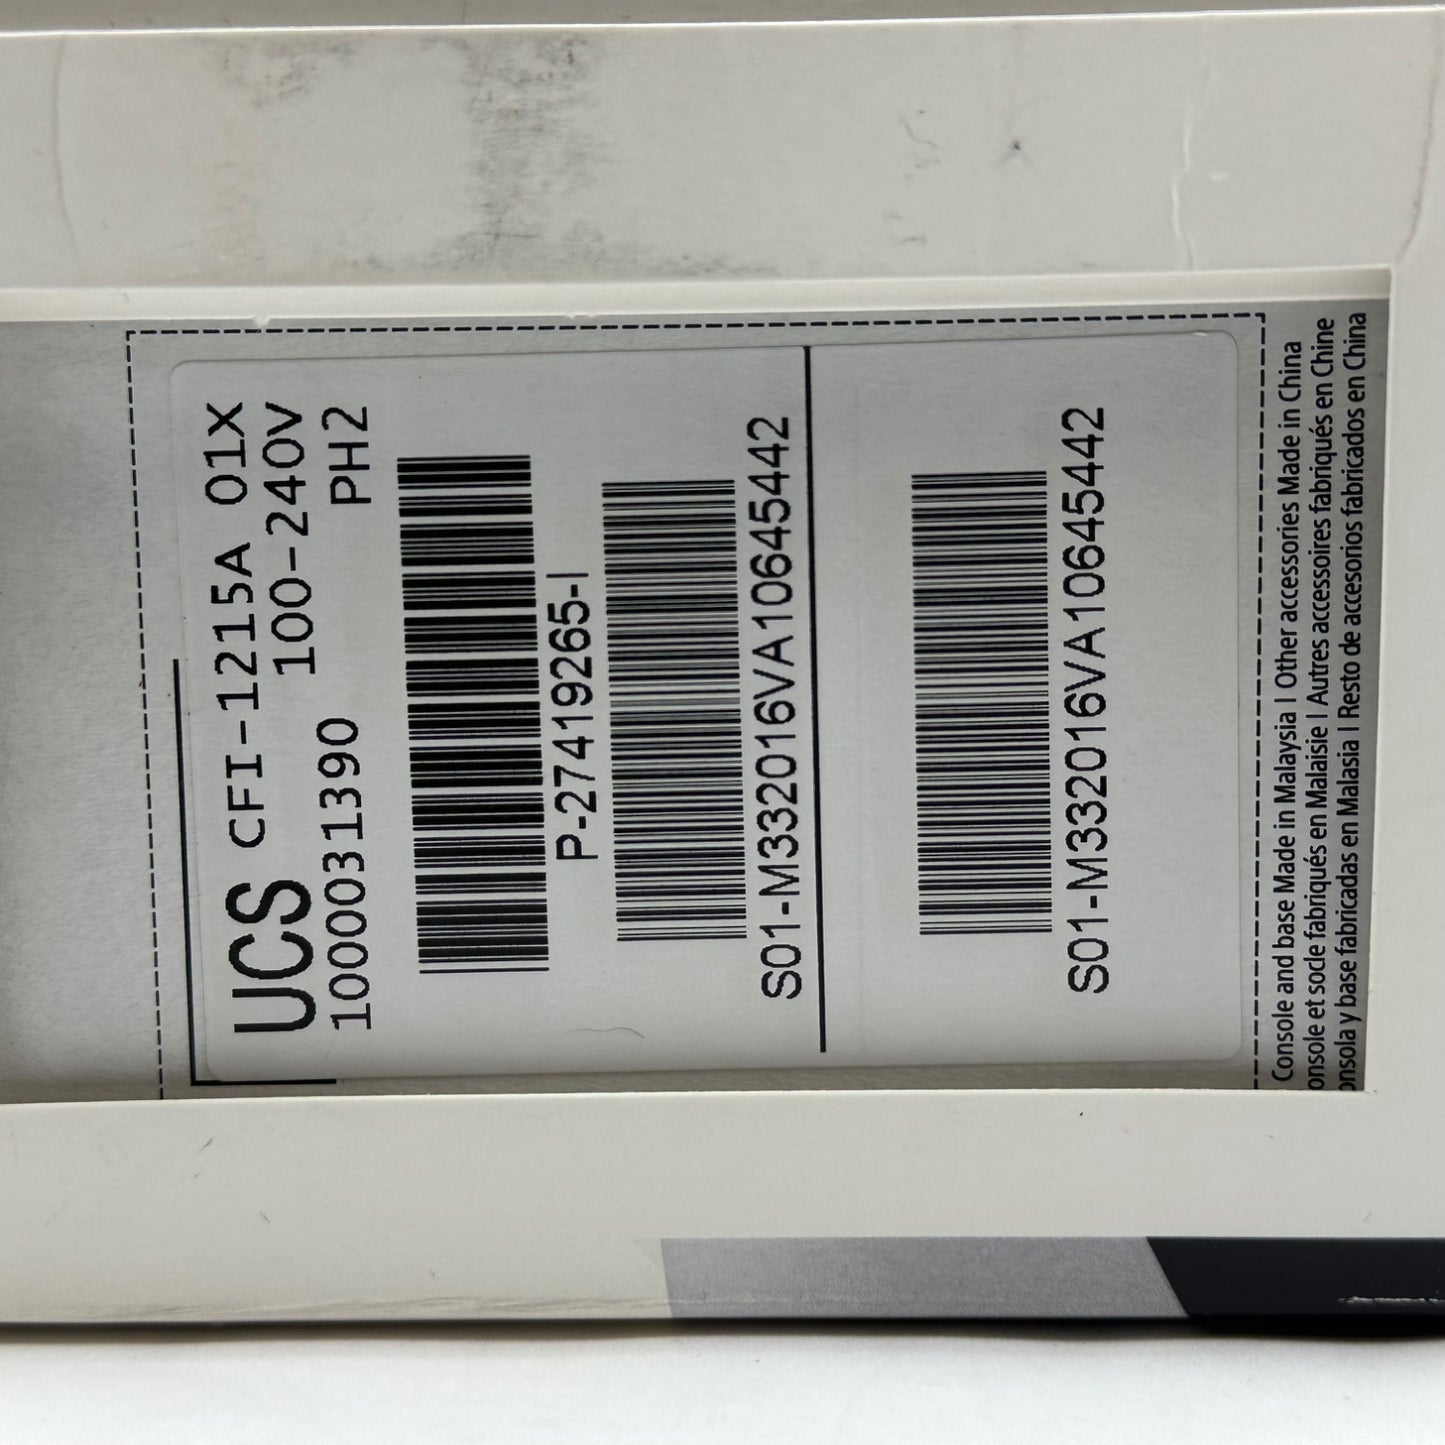 UCS CFI-1215A 01X
100-240V
1000031390 PH2
P-27419265-I
S01-M332016VA10645442
S01-M332016VA10645442
Console and base Made in Malaysia | Other accessories Made in China
onsole et socle fabriqués en Malaisie | Autres accessoires fabriqués en Chine
onsola y base fabricadas en Malasia | Resto de accesorios fabricados en China